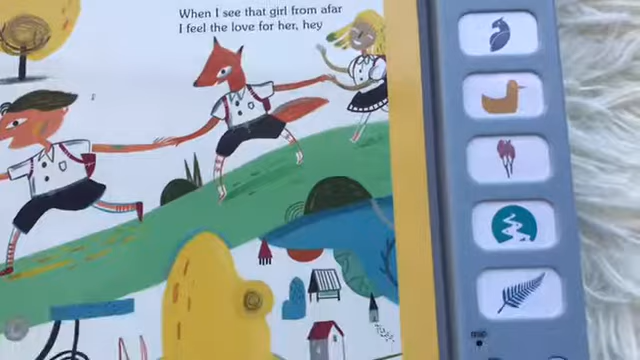 When I see that girl from afar
I feel the love for her, hey